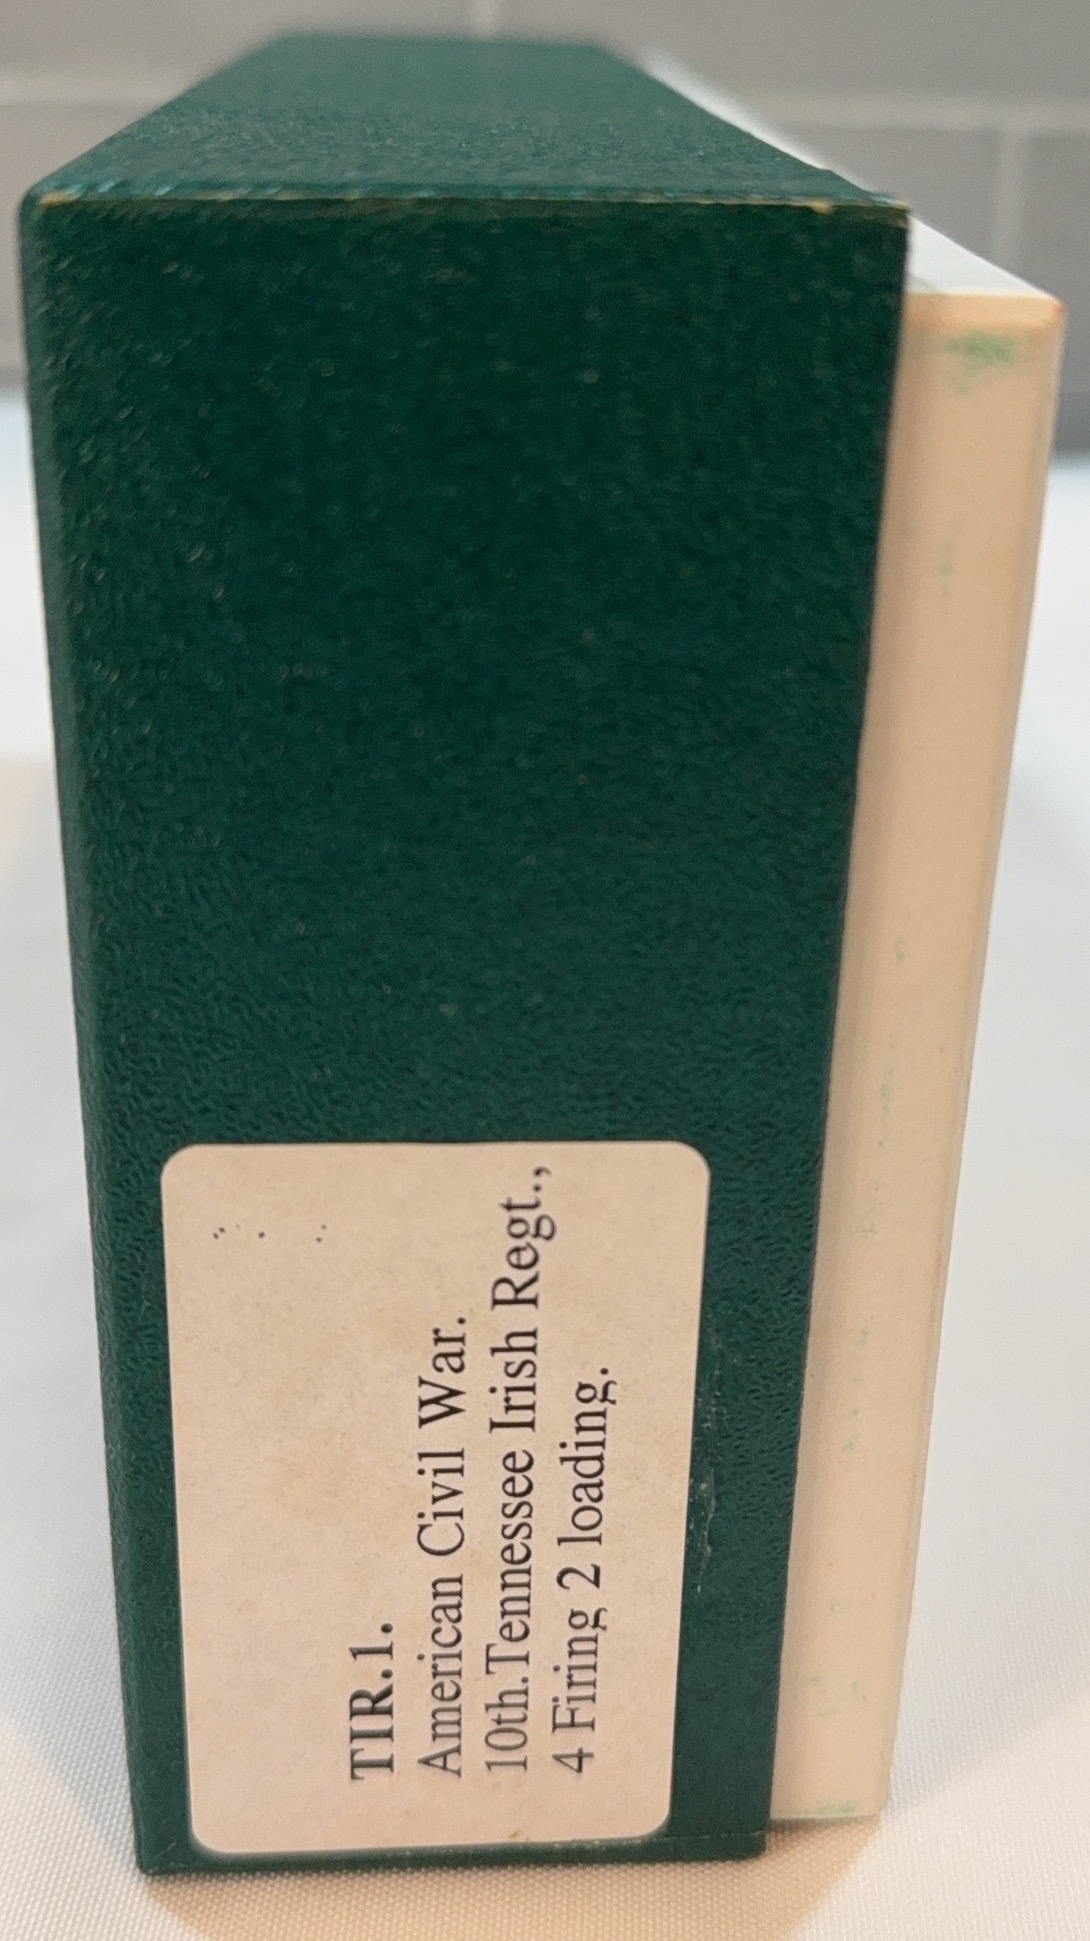 TIR.1.
American Civil War.
10th.Tennessee Irish Regt.,
4 Firing 2 loading.